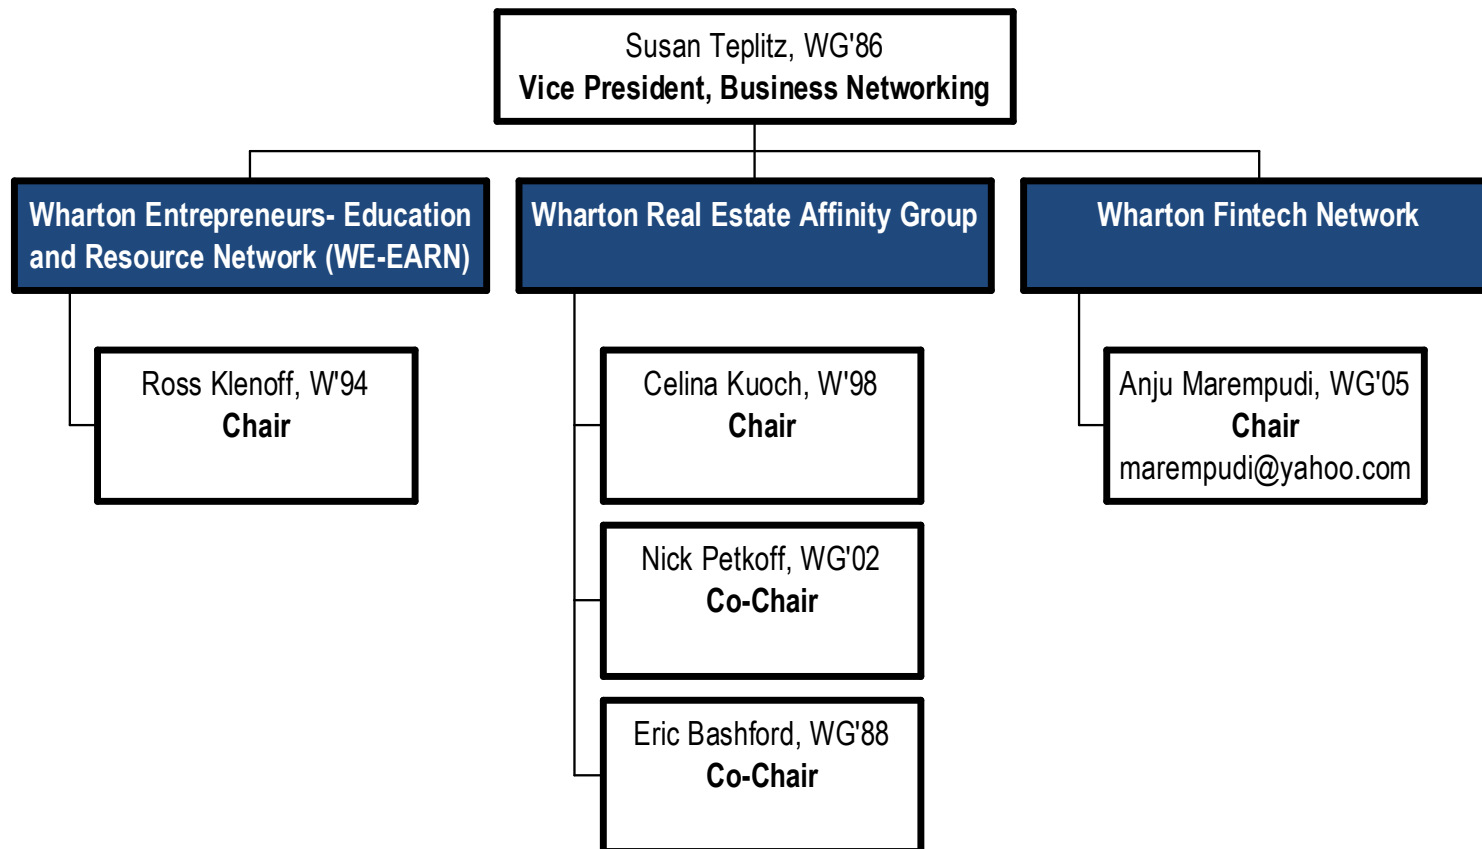 Susan Teplitz, WG'86
Vice President, Business Networking
Wharton Entrepreneurs- Education
and Resource Network (WE-EARN)
Wharton Real Estate Affinity Group
Wharton Fintech Network
Ross Klenoff, W'94
Chair
Celina Kuoch, W'98
Chair
Anju Marempudi, WG'05
Chair
marempudi@yahoo.com
Nick Petkoff, WG'02
Co-Chair
Eric Bashford, WG'88
Co-Chair